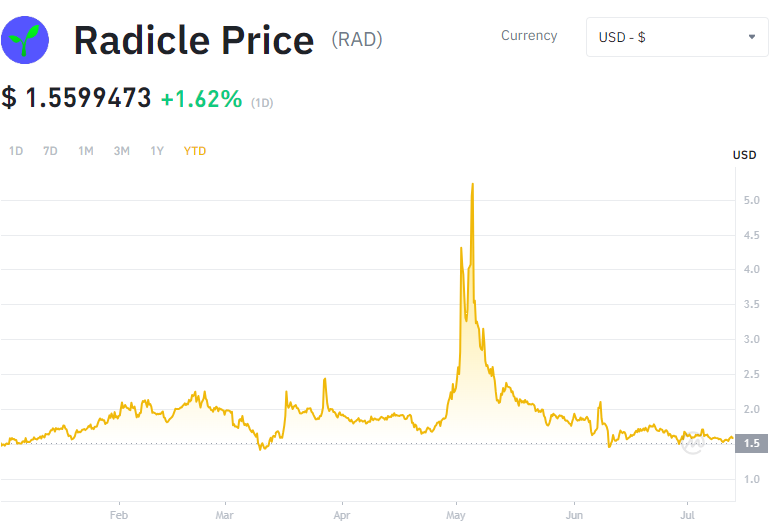 Radicle Price (RAD)
Currency
USD - $
$ 1.5599473 +1.62% (1D)
1D 7D 1M 3M 1Y YTD
USD
5.0
4.5
4.0
3.5
3.0
2.5
2.0
1.5
1.0
Feb Mar Apr May Jun Jul